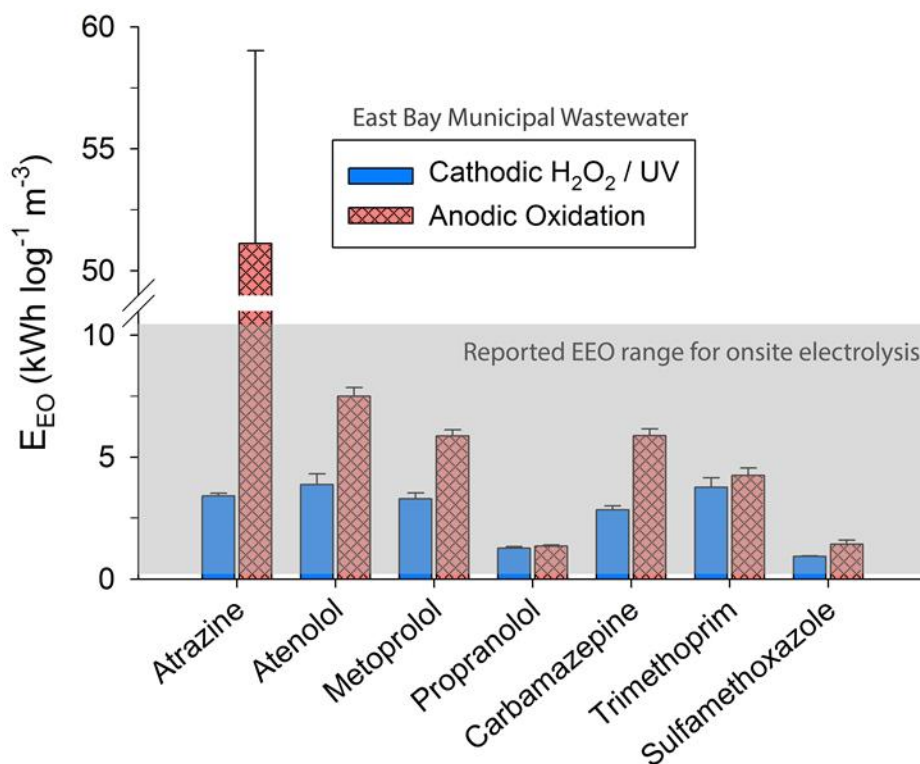 60
55
50
10
5
0
E_EO (kWh log⁻¹ m⁻³)
East Bay Municipal Wastewater
Cathodic H₂O₂ / UV
Anodic Oxidation
Reported EEO range for onsite electrolysis
Atrazine
Atenolol
Metoprolol
Propranolol
Carbamazepine
Trimethoprim
Sulfamethoxazole